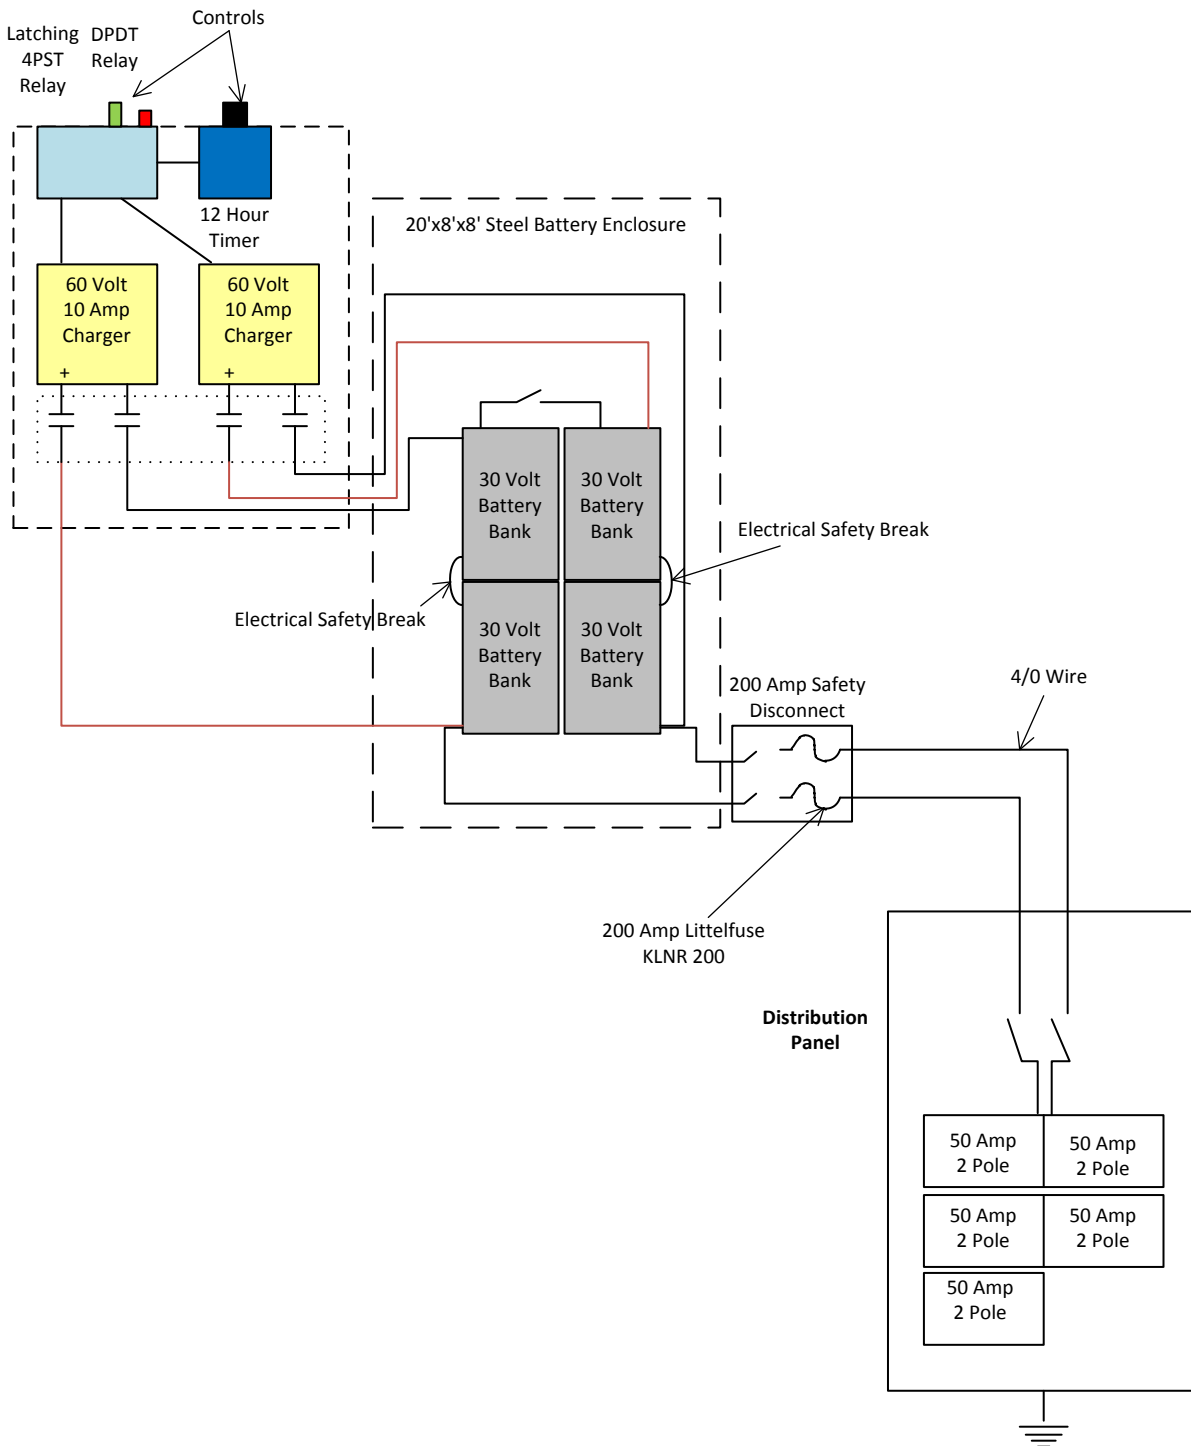 Controls
Latching
4PST
Relay
DPDT
Relay
12 Hour
Timer
20'x8'x8' Steel Battery Enclosure
60 Volt
10 Amp
Charger
+
60 Volt
10 Amp
Charger
+
30 Volt
Battery
Bank
30 Volt
Battery
Bank
Electrical Safety Break
Electrical Safety Break
30 Volt
Battery
Bank
30 Volt
Battery
Bank
200 Amp Safety
Disconnect
4/0 Wire
200 Amp Littelfuse
KLNR 200
Distribution
Panel
50 Amp
2 Pole
50 Amp
2 Pole
50 Amp
2 Pole
50 Amp
2 Pole
50 Amp
2 Pole